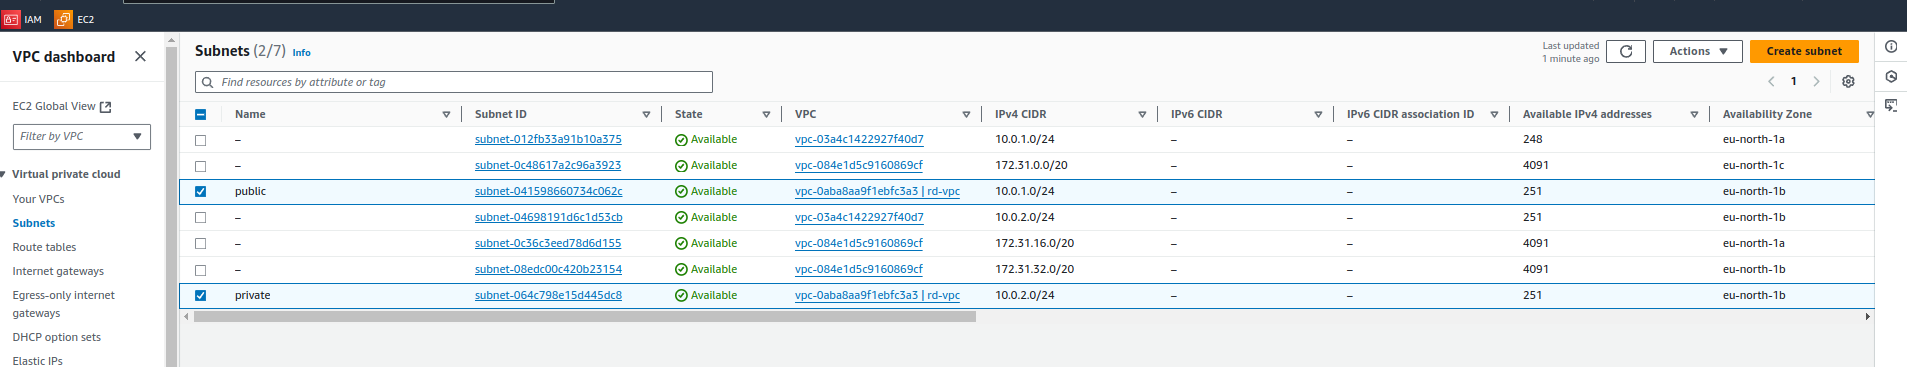 IAM EC2
VPC dashboard
EC2 Global View
Filter by VPC
Virtual private cloud
Your VPCs
Subnets
Route tables
Internet gateways
Egress-only internet
gateways
DHCP option sets
Elastic IPs
Subnets (2/7) Info
Last updated
1 minute ago
Actions
Create subnet
Find resources by attribute or tag
1
Name Subnet ID State VPC IPv4 CIDR IPv6 CIDR IPv6 CIDR association ID Available IPv4 addresses Availability Zone
– subnet-012fb33a91b10a375 Available vpc-03a4c1422927f40d7 10.0.1.0/24 – – 248 eu-north-1a
– subnet-0c48617a2c96a3923 Available vpc-084e1d5c9160869cf 172.31.0.0/20 – – 4091 eu-north-1c
public subnet-041598660734c062c Available vpc-0aba8aa9f1ebfc3a3 | rd-vpc 10.0.1.0/24 – – 251 eu-north-1b
– subnet-04698191d6c1d53cb Available vpc-03a4c1422927f40d7 10.0.2.0/24 – – 251 eu-north-1b
– subnet-0c36c3eed78d6d155 Available vpc-084e1d5c9160869cf 172.31.16.0/20 – – 4091 eu-north-1a
– subnet-08edc00c420b23154 Available vpc-084e1d5c9160869cf 172.31.32.0/20 – – 4091 eu-north-1b
private subnet-064c798e15d445dc8 Available vpc-0aba8aa9f1ebfc3a3 | rd-vpc 10.0.2.0/24 – – 251 eu-north-1b